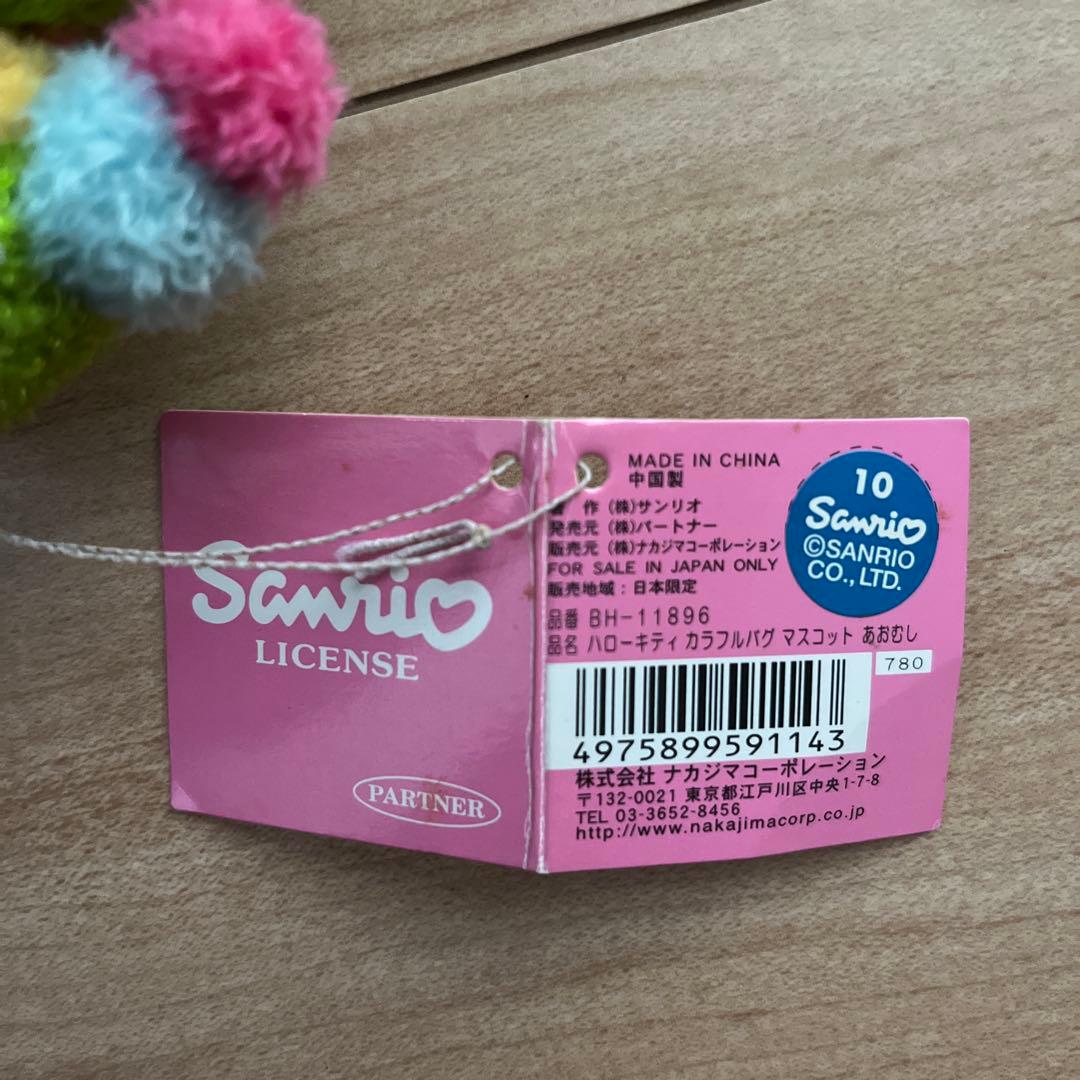 Sanrio
LICENSE
PARTNER
MADE IN CHINA
中国製
作 (株)サンリオ
発売元 (株)パートナー
販売元 (株)ナカジマコーポレーション
FOR SALE IN JAPAN ONLY
販売地域:日本限定
品番 BH-11896
品名 ハローキティ カラフルバグ マスコット あおむし
780
10
Sanrio
©SANRIO
CO., LTD.
4975899591143
株式会社 ナカジマコーポレーション
〒132-0021 東京都江戸川区中央1-7-8
TEL 03-3652-8456
http://www.nakajimacorp.co.jp